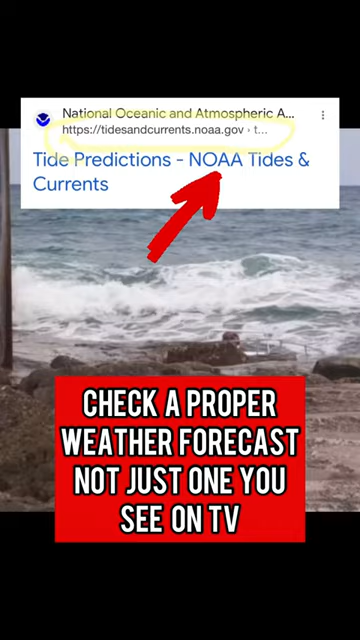 National Oceanic and Atmospheric A...
https://tidesandcurrents.noaa.gov › t...
Tide Predictions - NOAA Tides &
Currents
CHECK A PROPER
WEATHER FORECAST
NOT JUST ONE YOU
SEE ON TV